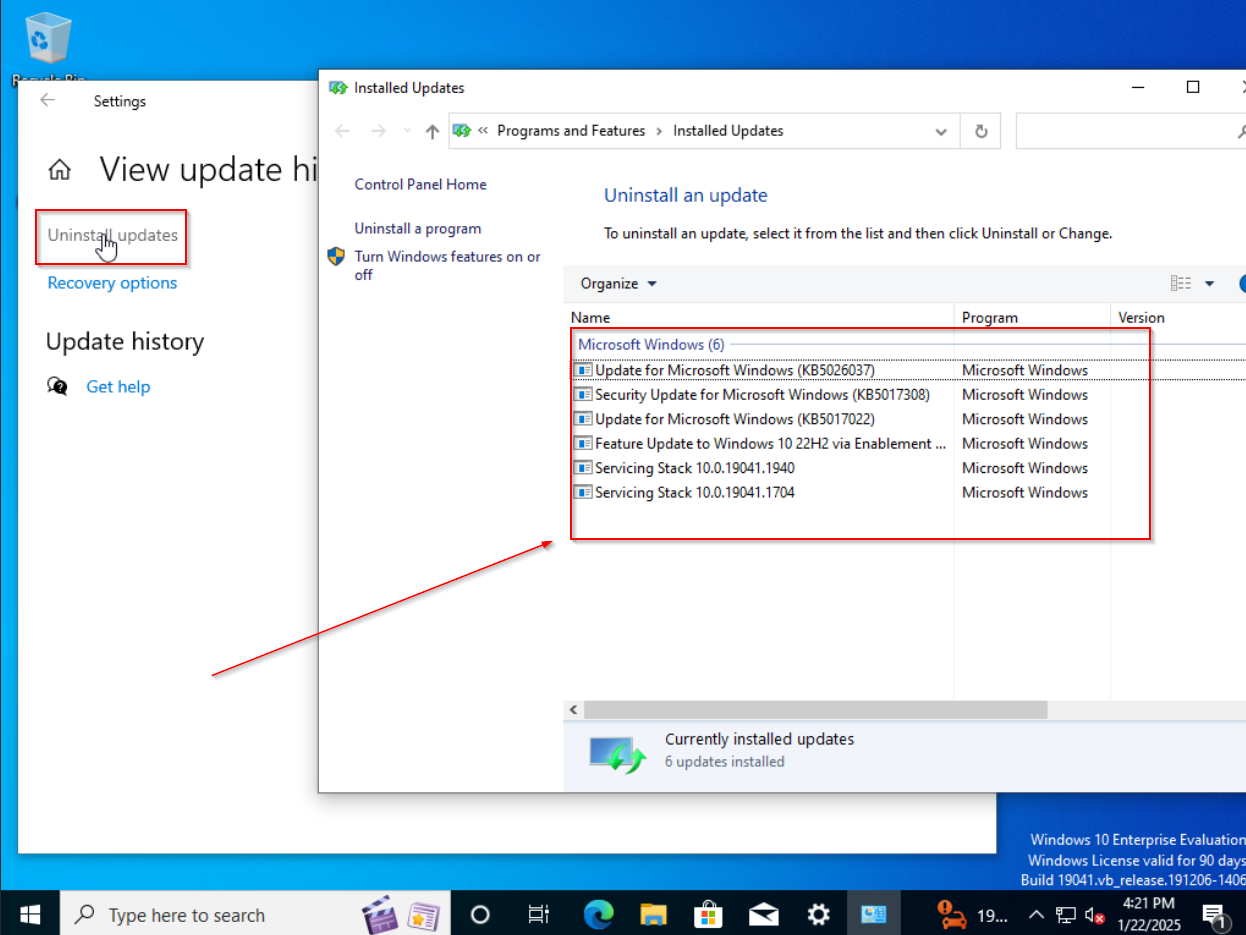 Recycle Bin
Settings
View update hi
Uninstall updates
Recovery options
Update history
Get help
Installed Updates
« Programs and Features › Installed Updates
Control Panel Home
Uninstall a program
Turn Windows features on or
off
Uninstall an update
To uninstall an update, select it from the list and then click Uninstall or Change.
Organize
Name Program Version
Microsoft Windows (6)
Update for Microsoft Windows (KB5026037) Microsoft Windows
Security Update for Microsoft Windows (KB5017308) Microsoft Windows
Update for Microsoft Windows (KB5017022) Microsoft Windows
Feature Update to Windows 10 22H2 via Enablement ... Microsoft Windows
Servicing Stack 10.0.19041.1940 Microsoft Windows
Servicing Stack 10.0.19041.1704 Microsoft Windows
Currently installed updates
6 updates installed
Windows 10 Enterprise Evaluation
Windows License valid for 90 days
Build 19041.vb_release.191206-1406
Type here to search
19...
4:21 PM
1/22/2025
1